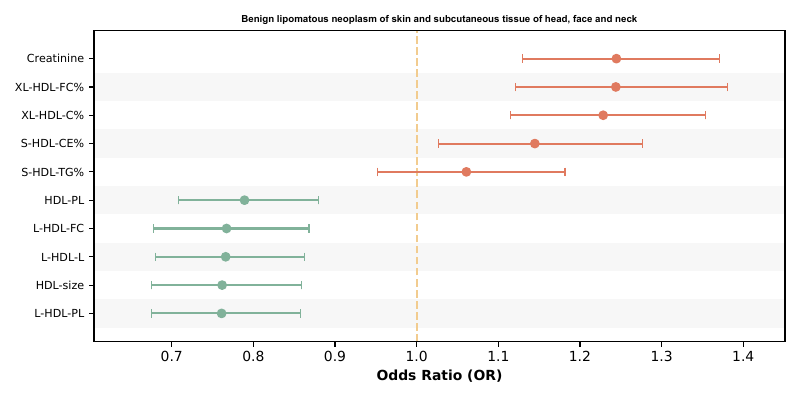 Benign lipomatous neoplasm of skin and subcutaneous tissue of head, face and neck
Creatinine
XL-HDL-FC%
XL-HDL-C%
S-HDL-CE%
S-HDL-TG%
HDL-PL
L-HDL-FC
L-HDL-L
HDL-size
L-HDL-PL
0.7 0.8 0.9 1.0 1.1 1.2 1.3 1.4
Odds Ratio (OR)